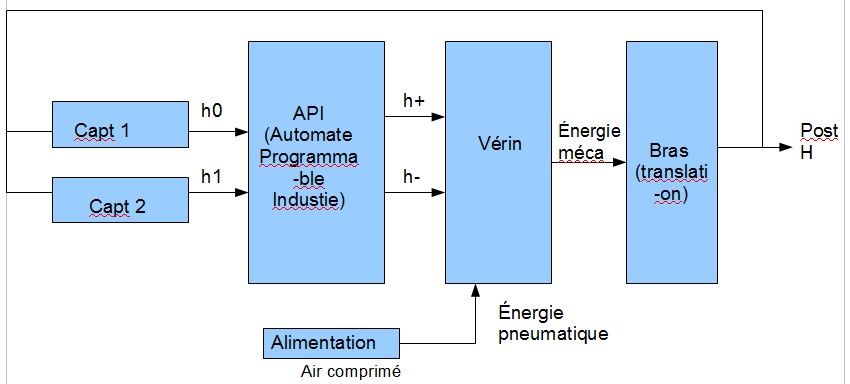 Capt 1
h0
Capt 2
h1
API
(Automate
Programma
-ble
Industie)
h+
h-
Vérin
Énergie
méca
Bras
(translati
-on)
Post
H
Alimentation
Air comprimé
Énergie
pneumatique